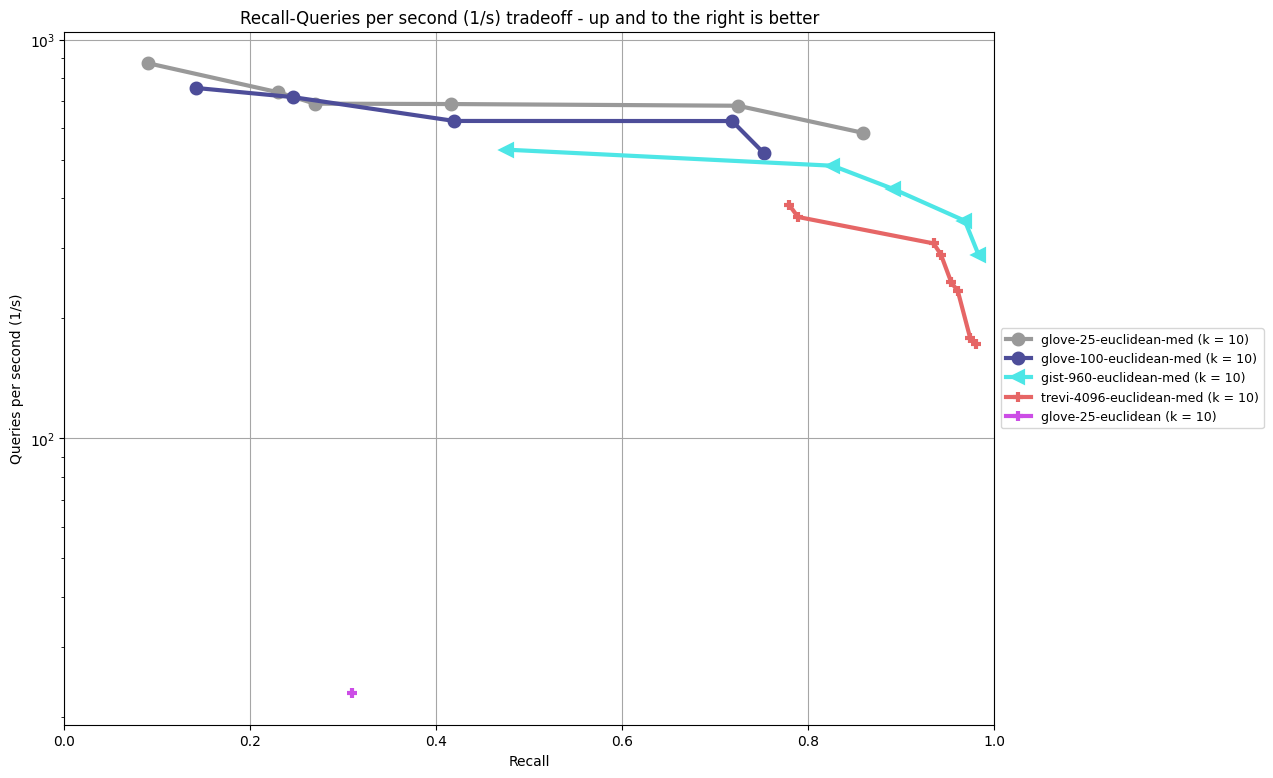 Recall-Queries per second (1/s) tradeoff - up and to the right is better
10³
10²
Queries per second (1/s)
0.0 0.2 0.4 0.6 0.8 1.0
Recall
glove-25-euclidean-med (k = 10)
glove-100-euclidean-med (k = 10)
gist-960-euclidean-med (k = 10)
trevi-4096-euclidean-med (k = 10)
glove-25-euclidean (k = 10)